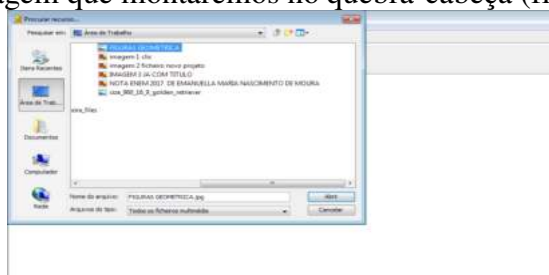 agem que montaremos no quebra-cabeça (
Procurar recurso...
Pesquisar em: Área de Trabalho
FIGURAS GEOMETRICA
imagem 1 clic
imagem 2 ficheiro novo projeto
IMAGEM 3 JA COM TITULO
NOTA ENEM 2017 DE EMANUELLA MARIA NASCIMENTO DE MOURA
golden_retriever
Itens Recentes
Área de Trab...
Documentos
Computador
Rede
Nome do arquivo: FIGURAS GEOMETRICA.jpg Abrir
Arquivos do tipo: Todos os ficheiros multimédia Cancelar